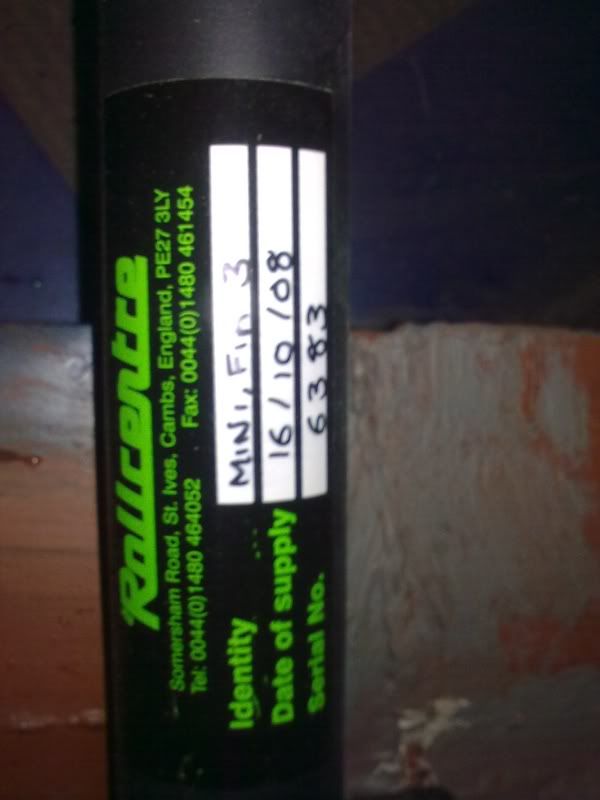 Rollcentre
Somersham Road, St. Ives, Cambs, England, PE27 3LY
Tel: 0044(0)1480 464052 Fax: 0044(0)1480 461454
Identity MINI, Fin 3
Date of supply 16/10/08
Serial No. 6383